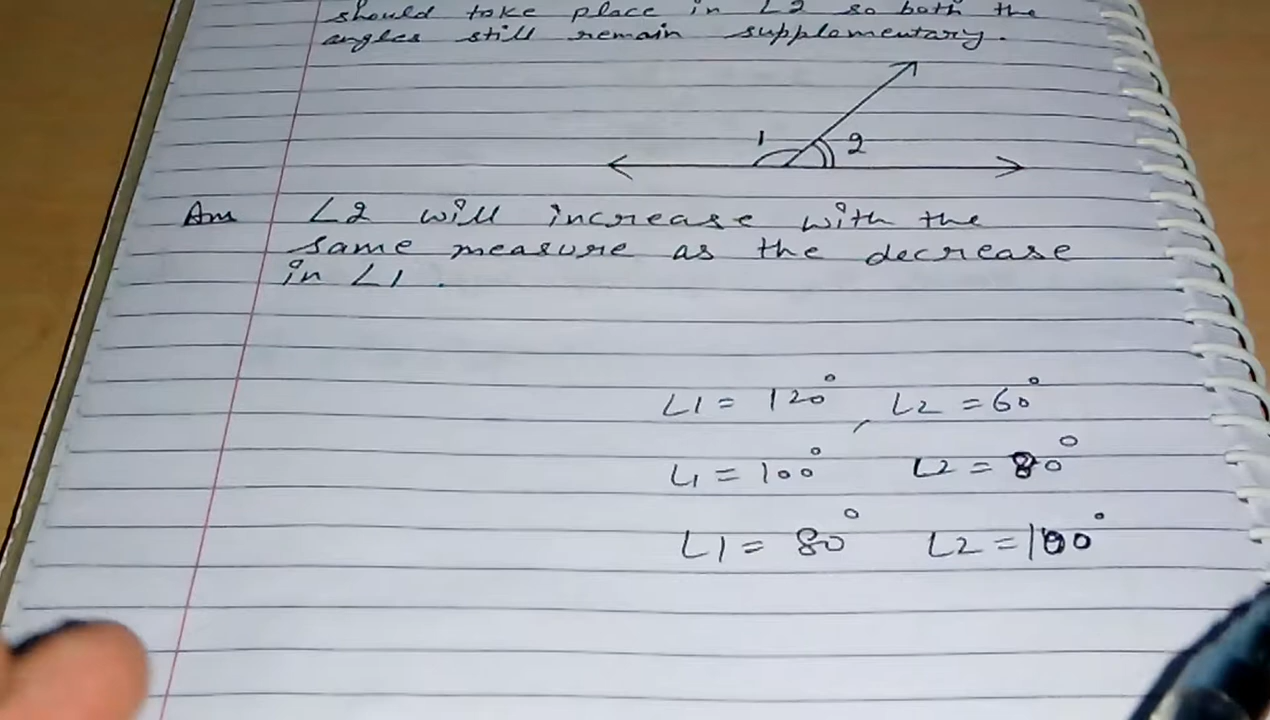 should take place in ∠2 so both the
angles still remain supplementary.
1 2
Ans ∠2 will increase with the
same measure as the decrease
in ∠1.
∠1 = 120°, ∠2 = 60°
∠1 = 100° ∠2 = 80°
∠1 = 80° ∠2 = 100°